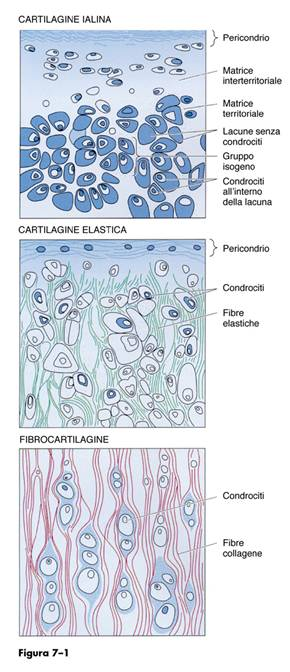 CARTILAGINE IALINA
Pericondrio
Matrice
interterritoriale
Matrice
territoriale
Lacune senza
condrociti
Gruppo
isogeno
Condrociti
all'interno
della lacuna
CARTILAGINE ELASTICA
Pericondrio
Condrociti
Fibre
elastiche
FIBROCARTILAGINE
Condrociti
Fibre
collagene
Figura 7–1